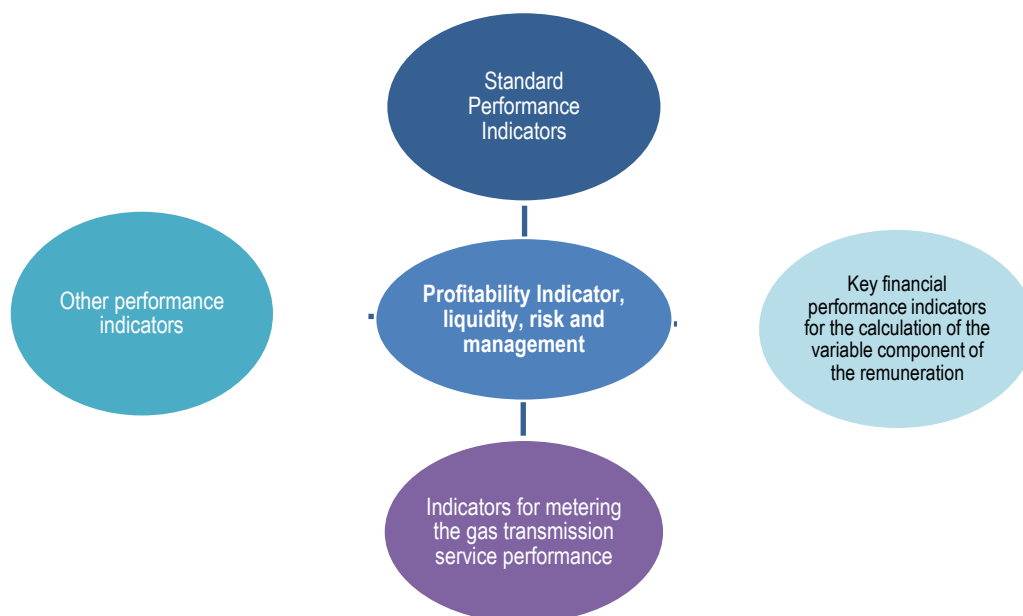 Standard
Performance
Indicators
Other performance
indicators
Profitability Indicator,
liquidity, risk and
management
Key financial
performance indicators
for the calculation of the
variable component of
the remuneration
Indicators for metering
the gas transmission
service performance